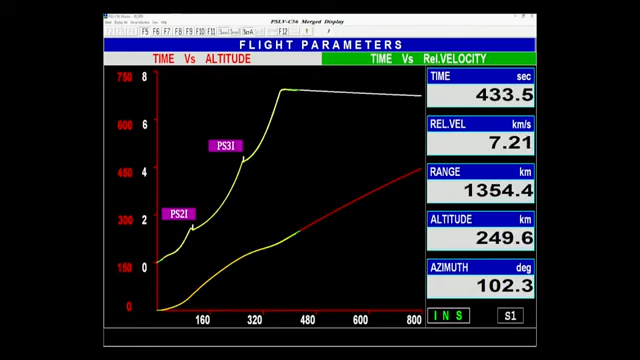 PSLV-C56 Merged Display
F5 F6 F7 F8 F9 F10 F11 F12
FLIGHT PARAMETERS
TIME Vs ALTITUDE
TIME Vs Rel.VELOCITY
750 8
600 6
450 4
300 2
150 0
0
PS3I
PS2I
160 320 480 640 800
TIME sec
433.5
REL.VEL km/s
7.21
RANGE km
1354.4
ALTITUDE km
249.6
AZIMUTH deg
102.3
INS S1